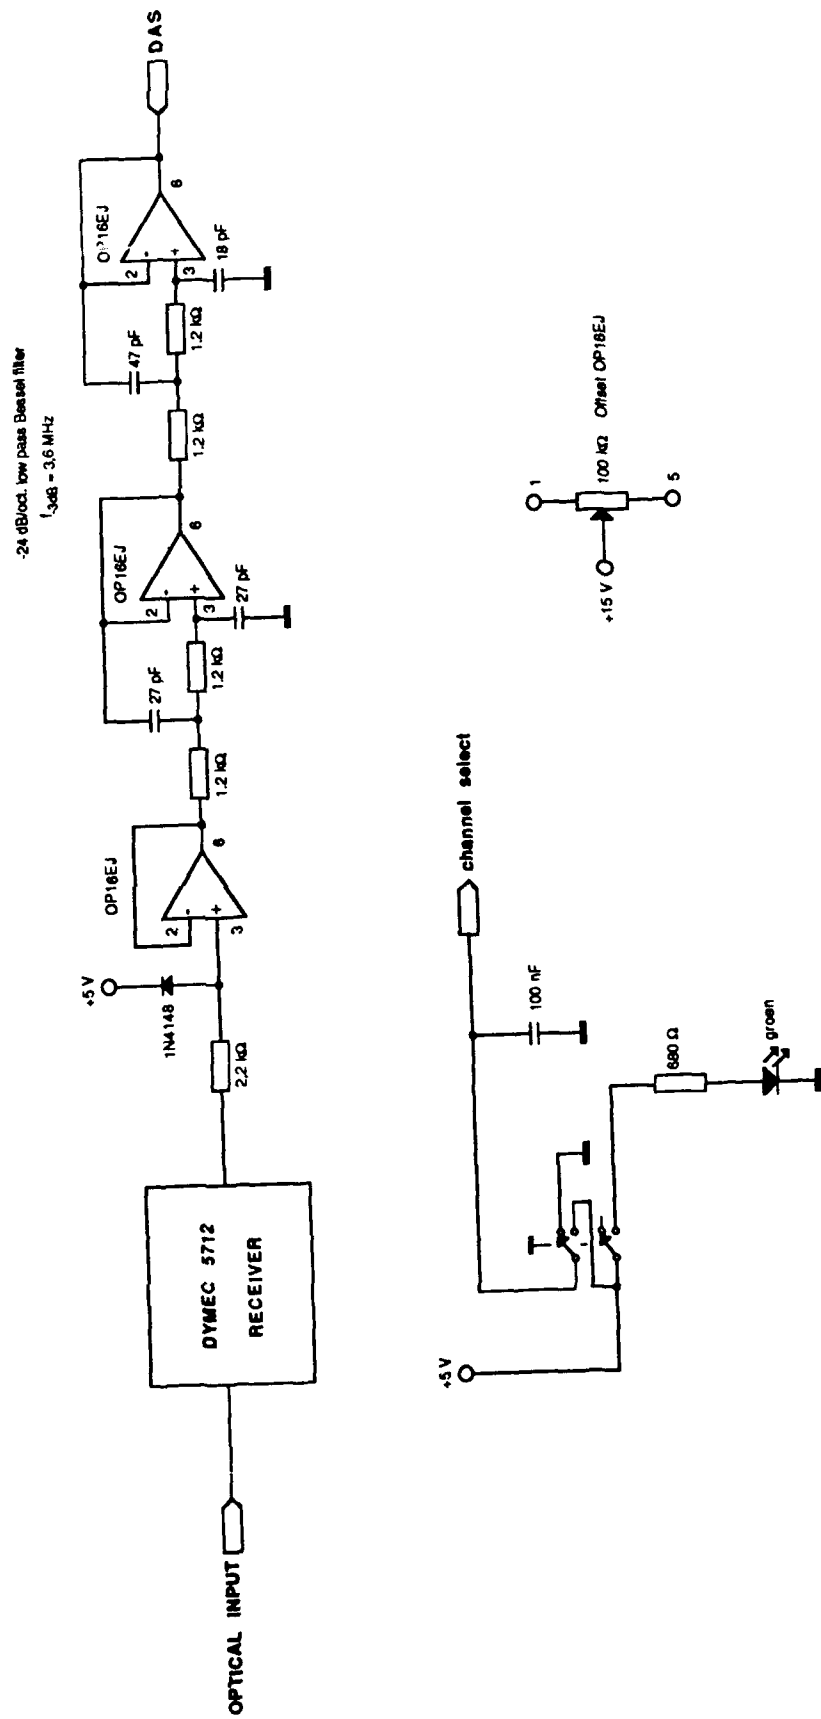 -24 dB/oct. low pass Bessel filter
f-3dB = 3,6 MHz
OPTICAL INPUT
DYMEC 5712
RECEIVER
2,2 kΩ
1N4148
+5 V
OP16EJ
2
3
6
-
+
1.2 kΩ
27 pF
1.2 kΩ
27 pF
OP16EJ
2
3
6
-
+
1.2 kΩ
47 pF
1.2 kΩ
18 pF
OP16EJ
2
3
6
-
+
DAS
+5 V
680 Ω
groen
100 nF
channel select
+15 V
1
5
100 kΩ Offset OP16EJ